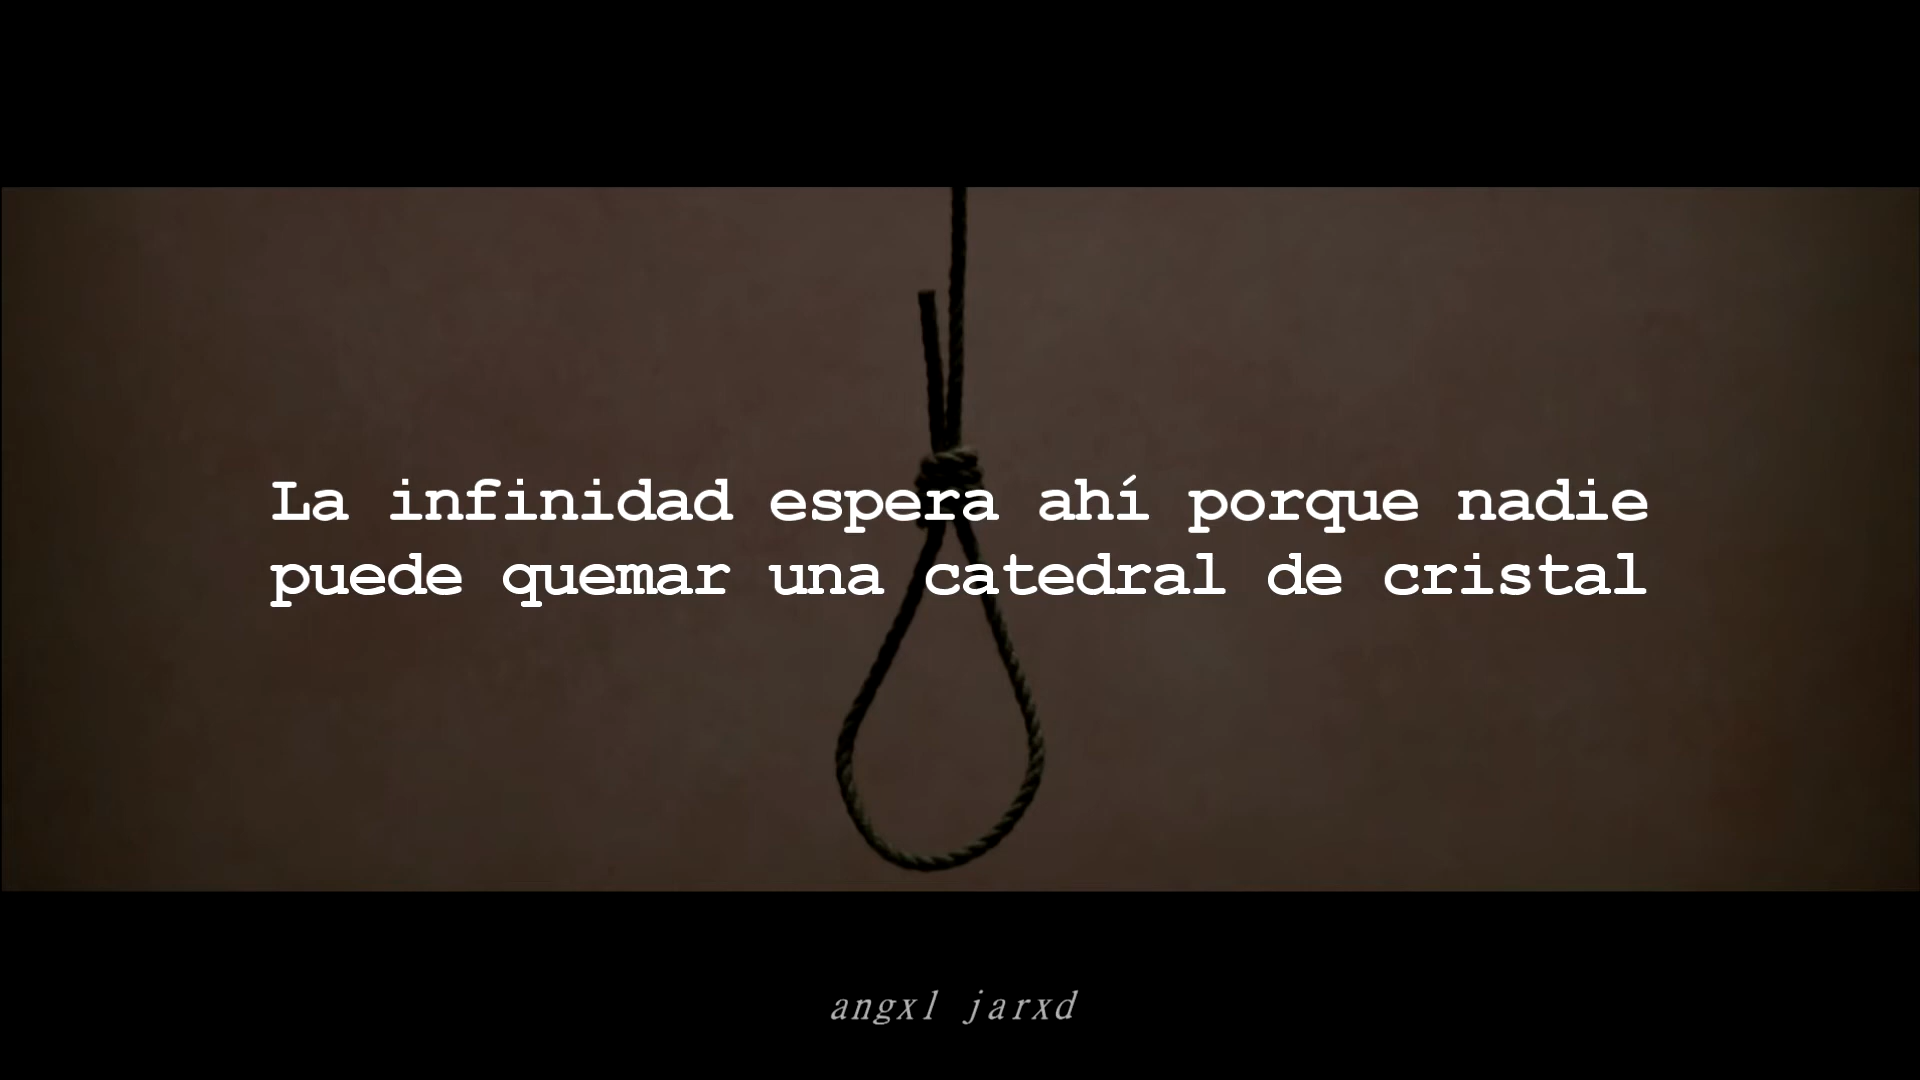 La infinidad espera ahí porque nadie
puede quemar una catedral de cristal
angxl jarxd